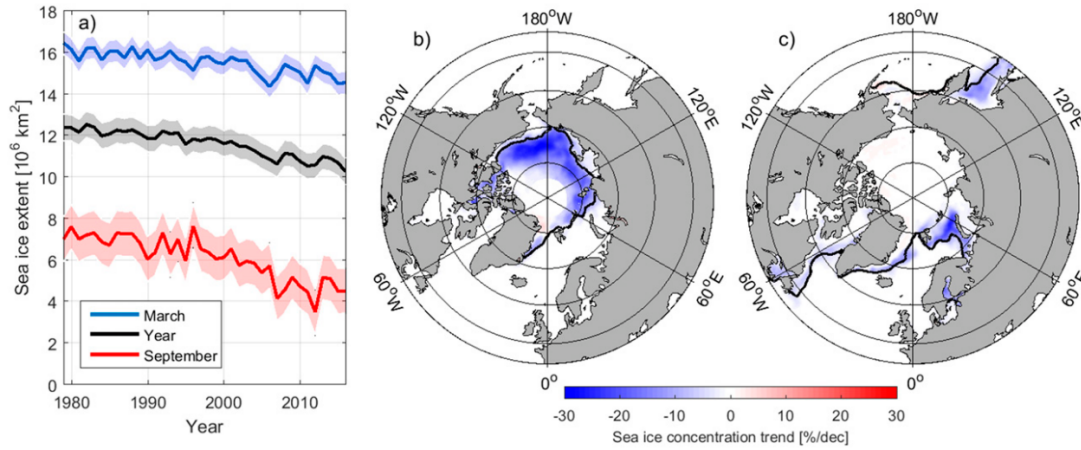 a)
Sea ice extent [10⁶ km²]
18
16
14
12
10
8
6
4
2
0
March
Year
September
1980
1990
2000
2010
Year
b)
180°W
120°W
120°E
60°W
60°E
0°
c)
180°W
120°W
120°E
60°W
60°E
0°
-30
-20
-10
0
10
20
30
Sea ice concentration trend [%/dec]